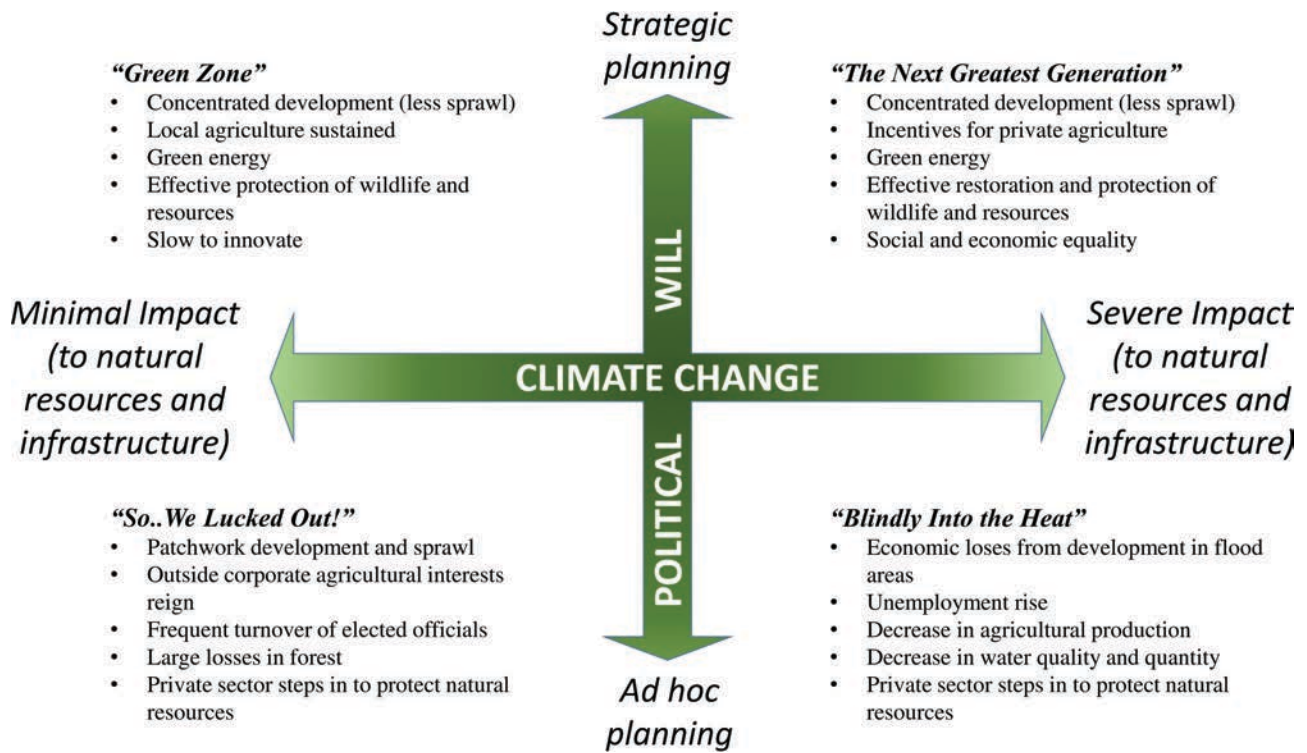 Strategic
planning
“Green Zone”
• Concentrated development (less sprawl)
• Local agriculture sustained
• Green energy
• Effective protection of wildlife and
resources
• Slow to innovate
“The Next Greatest Generation”
• Concentrated development (less sprawl)
• Incentives for private agriculture
• Green energy
• Effective restoration and protection of
wildlife and resources
• Social and economic equality
Minimal Impact
(to natural
resources and
infrastructure)
POLITICAL WILL
CLIMATE CHANGE
Severe Impact
(to natural
resources and
infrastructure)
“So..We Lucked Out!”
• Patchwork development and sprawl
• Outside corporate agricultural interests
reign
• Frequent turnover of elected officials
• Large losses in forest
• Private sector steps in to protect natural
resources
“Blindly Into the Heat”
• Economic loses from development in flood
areas
• Unemployment rise
• Decrease in agricultural production
• Decrease in water quality and quantity
• Private sector steps in to protect natural
resources
Ad hoc
planning